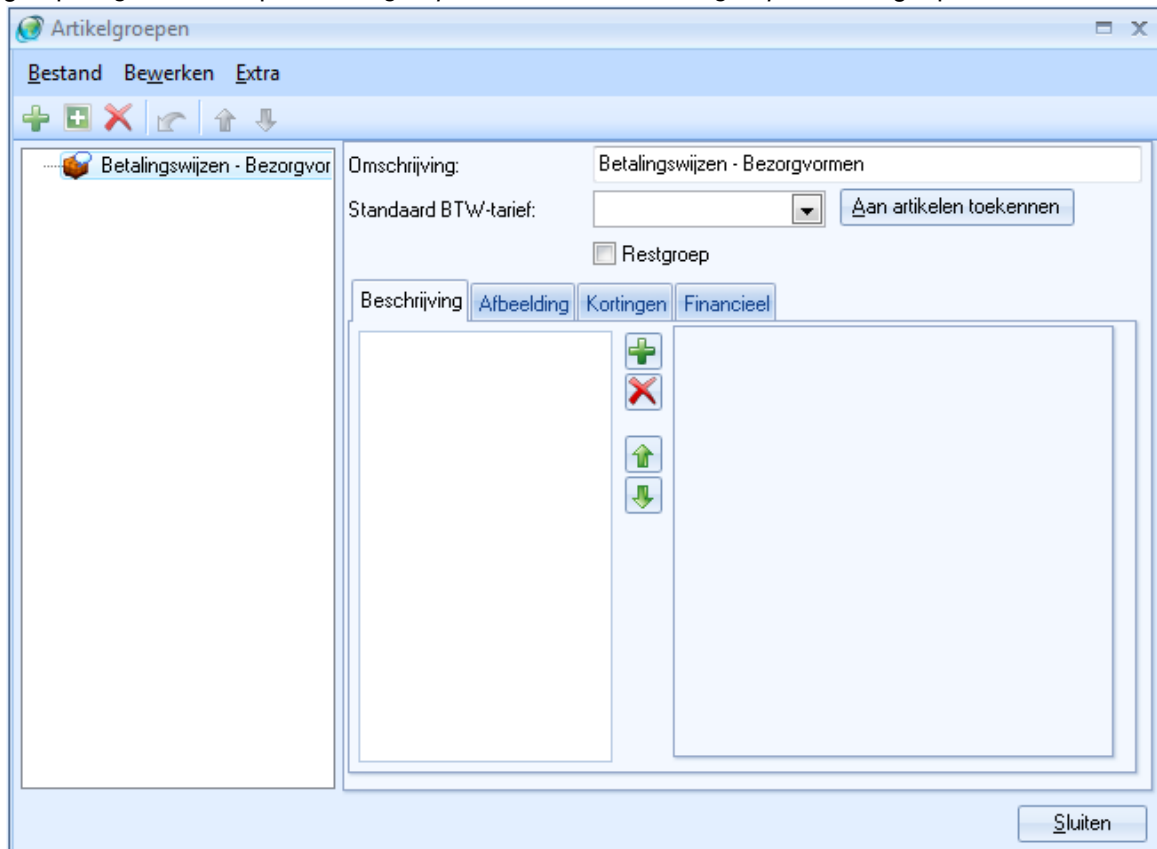 Artikelgroepen
Bestand Bewerken Extra
Betalingswijzen - Bezorgvor
Omschrijving: Betalingswijzen - Bezorgvormen
Standaard BTW-tarief: Aan artikelen toekennen
Restgroep
Beschrijving Afbeelding Kortingen Financieel
Sluiten